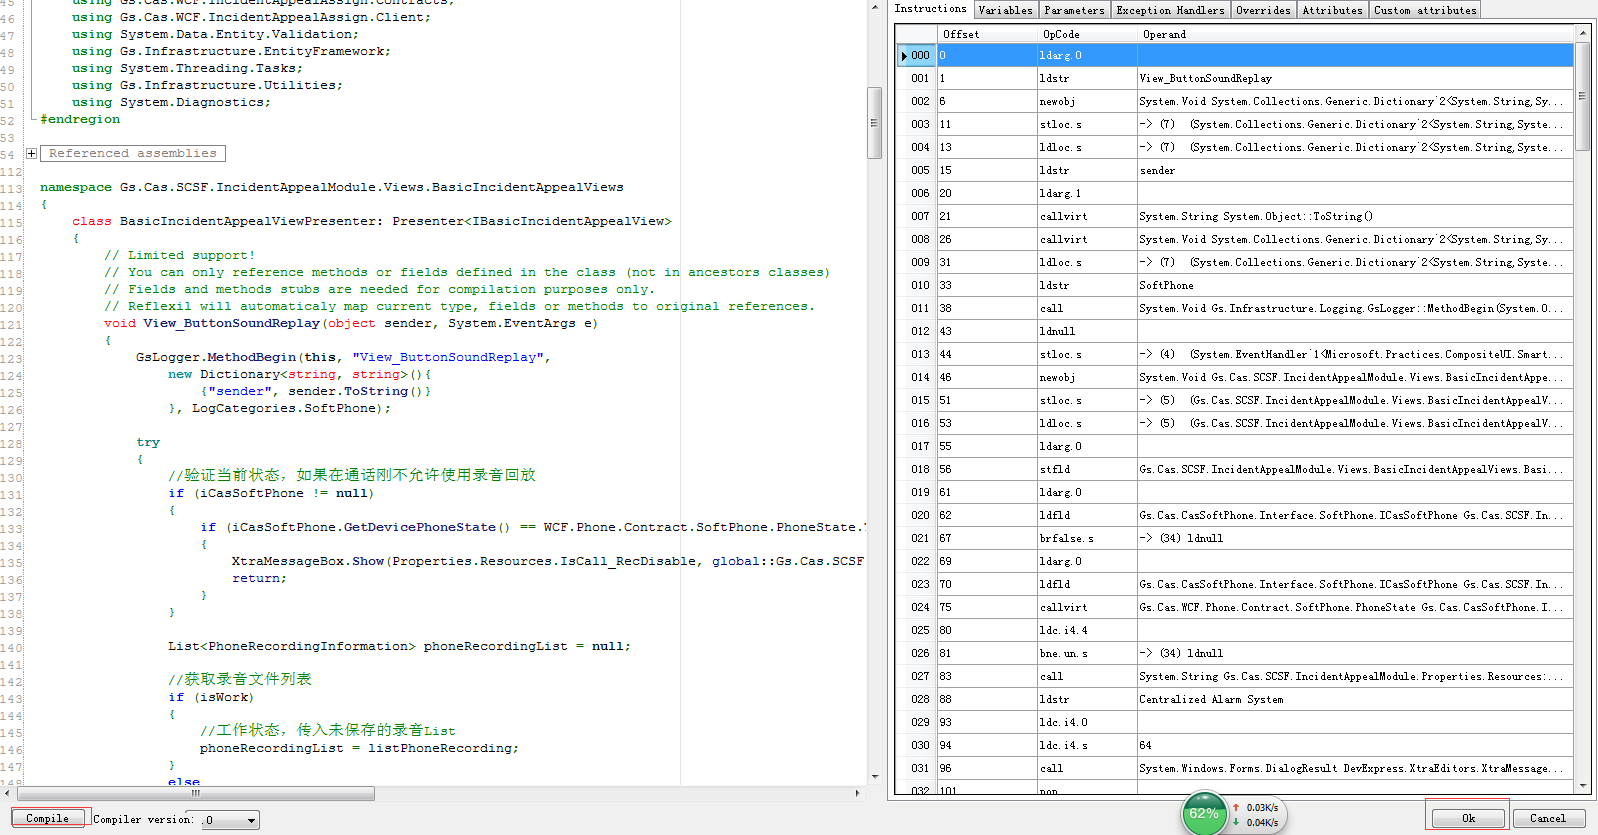 45 using Gs.Cas.WCF.IncidentAppealAssign.Contracts;
46 using Gs.Cas.WCF.IncidentAppealAssign.Client;
47 using System.Data.Entity.Validation;
48 using Gs.Infrastructure.EntityFramework;
49 using System.Threading.Tasks;
50 using Gs.Infrastructure.Utilities;
51 using System.Diagnostics;
52 #endregion
53
54 Referenced assemblies
112
113 namespace Gs.Cas.SCSF.IncidentAppealModule.Views.BasicIncidentAppealViews
114 {
115 class BasicIncidentAppealViewPresenter: Presenter<IBasicIncidentAppealView>
116 {
117 // Limited support!
118 // You can only reference methods or fields defined in the class (not in ancestors classes)
119 // Fields and methods stubs are needed for compilation purposes only.
120 // Reflexil will automaticaly map current type, fields or methods to original references.
121 void View_ButtonSoundReplay(object sender, System.EventArgs e)
122 {
123 GsLogger.MethodBegin(this, "View_ButtonSoundReplay",
124 new Dictionary<string, string>(){
125 {"sender", sender.ToString()}
126 }, LogCategories.SoftPhone);
127
128 try
129 {
130 //验证当前状态，如果在通话刚不允许使用录音回放
131 if (iCasSoftPhone != null)
132 {
133 if (iCasSoftPhone.GetDevicePhoneState() == WCF.Phone.Contract.SoftPhone.PhoneState.
134 {
135 XtraMessageBox.Show(Properties.Resources.IsCall_RecDisable, global::Gs.Cas.SCSF
136 return;
137 }
138 }
139
140 List<PhoneRecordingInformation> phoneRecordingList = null;
141
142 //获取录音文件列表
143 if (isWork)
144 {
145 //工作状态，传入未保存的录音List
146 phoneRecordingList = listPhoneRecording;
147 }
148 else
Compile Compiler version: .0
Instructions Variables Parameters Exception Handlers Overrides Attributes Custom attributes
Offset OpCode Operand
000 0 ldarg.0
001 1 ldstr View_ButtonSoundReplay
002 6 newobj System.Void System.Collections.Generic.Dictionary`2<System.String,Sy...
003 11 stloc.s -> (7) (System.Collections.Generic.Dictionary`2<System.String,Syste...
004 13 ldloc.s -> (7) (System.Collections.Generic.Dictionary`2<System.String,Syste...
005 15 ldstr sender
006 20 ldarg.1
007 21 callvirt System.String System.Object::ToString()
008 26 callvirt System.Void System.Collections.Generic.Dictionary`2<System.String,Sy...
009 31 ldloc.s -> (7) (System.Collections.Generic.Dictionary`2<System.String,Syste...
010 33 ldstr SoftPhone
011 38 call System.Void Gs.Infrastructure.Logging.GsLogger::MethodBegin(System.O...
012 43 ldnull
013 44 stloc.s -> (4) (System.EventHandler`1<Microsoft.Practices.CompositeUI.Smart...
014 46 newobj System.Void Gs.Cas.SCSF.IncidentAppealModule.Views.BasicIncidentAppe...
015 51 stloc.s -> (5) (Gs.Cas.SCSF.IncidentAppealModule.Views.BasicIncidentAppealV...
016 53 ldloc.s -> (5) (Gs.Cas.SCSF.IncidentAppealModule.Views.BasicIncidentAppealV...
017 55 ldarg.0
018 56 stfld Gs.Cas.SCSF.IncidentAppealModule.Views.BasicIncidentAppealViews.Basi...
019 61 ldarg.0
020 62 ldfld Gs.Cas.CasSoftPhone.Interface.SoftPhone.ICasSoftPhone Gs.Cas.SCSF.In...
021 67 brfalse.s -> (34) ldnull
022 69 ldarg.0
023 70 ldfld Gs.Cas.CasSoftPhone.Interface.SoftPhone.ICasSoftPhone Gs.Cas.SCSF.In...
024 75 callvirt Gs.Cas.WCF.Phone.Contract.SoftPhone.PhoneState Gs.Cas.CasSoftPhone.I...
025 80 ldc.i4.4
026 81 bne.un.s -> (34) ldnull
027 83 call System.String Gs.Cas.SCSF.IncidentAppealModule.Properties.Resources:...
028 88 ldstr Centralized Alarm System
029 93 ldc.i4.0
030 94 ldc.i4.s 64
031 96 call System.Windows.Forms.DialogResult DevExpress.XtraEditors.XtraMessage...
032 101 pop
62% 0.03K/s
0.04K/s
Ok Cancel